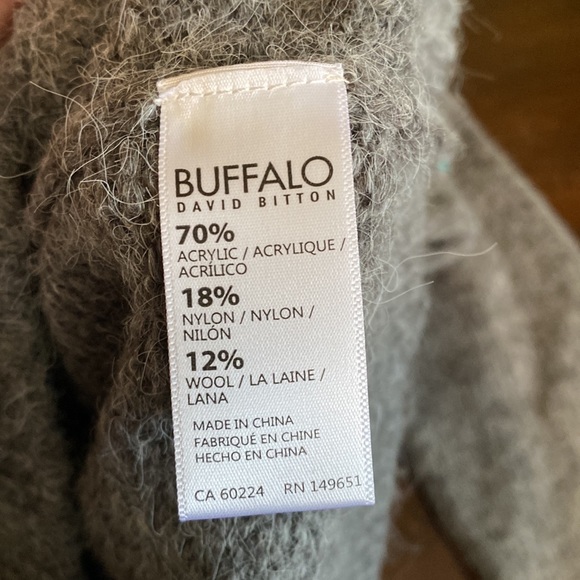 BUFFALO
DAVID BITTON
70%
ACRYLIC / ACRYLIQUE /
ACRÍLICO
18%
NYLON / NYLON /
NILÓN
12%
WOOL / LA LAINE /
LANA
MADE IN CHINA
FABRIQUÉ EN CHINE
HECHO EN CHINA
CA 60224 RN 149651